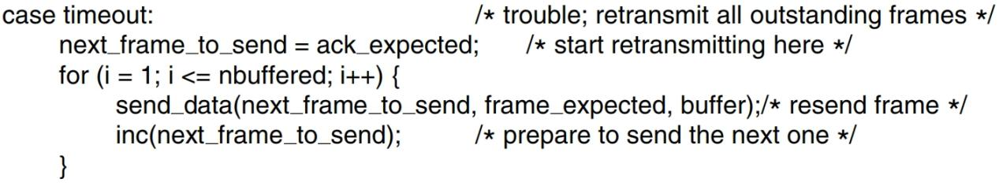 case timeout: /* trouble; retransmit all outstanding frames */
next_frame_to_send = ack_expected; /* start retransmitting here */
for (i = 1; i <= nbuffered; i++) {
send_data(next_frame_to_send, frame_expected, buffer);/* resend frame */
inc(next_frame_to_send); /* prepare to send the next one */
}